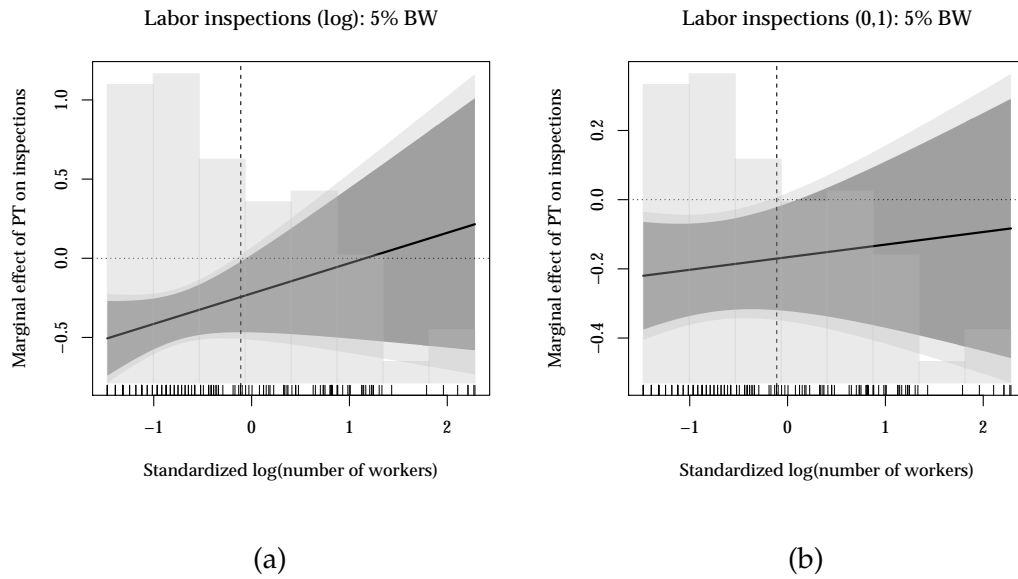 Labor inspections (log): 5% BW
Marginal effect of PT on inspections
1.0
0.5
0.0
−0.5
−1
0
1
2
Standardized log(number of workers)
(a)
Labor inspections (0,1): 5% BW
Marginal effect of PT on inspections
0.2
0.0
−0.2
−0.4
−1
0
1
2
Standardized log(number of workers)
(b)